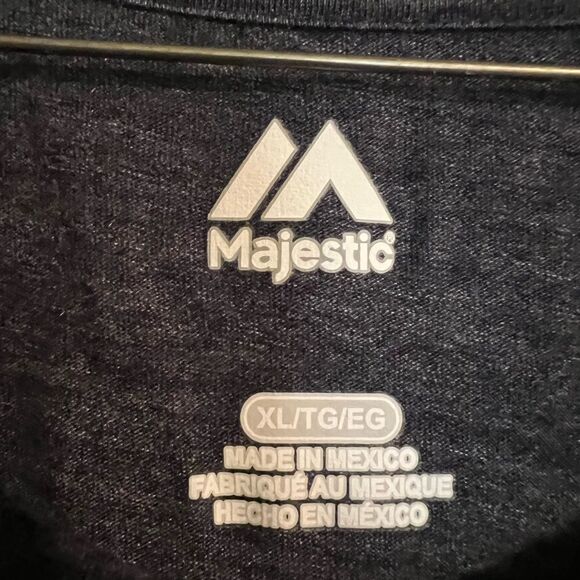 Majestic
XL/TG/EG
MADE IN MEXICO
FABRIQUÉ AU MEXIQUE
HECHO EN MÉXICO